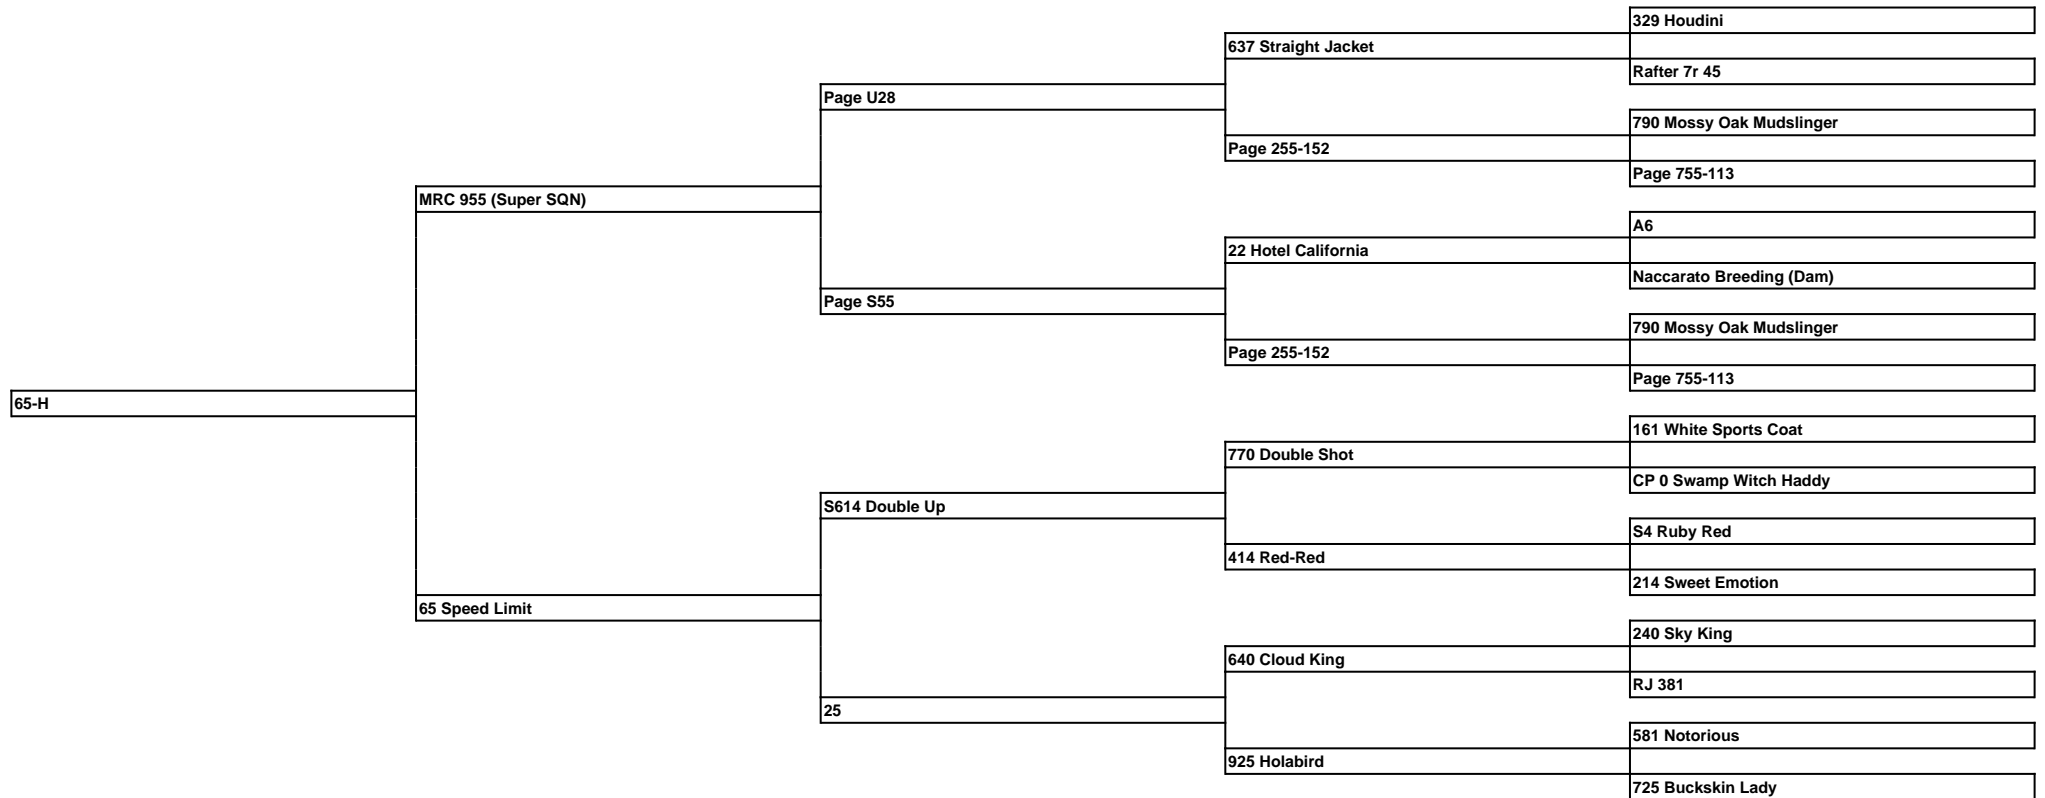 329 Houdini
637 Straight Jacket
Rafter 7r 45
Page U28
790 Mossy Oak Mudslinger
Page 255-152
Page 755-113
MRC 955 (Super SQN)
A6
22 Hotel California
Naccarato Breeding (Dam)
Page S55
790 Mossy Oak Mudslinger
Page 255-152
Page 755-113
65-H
161 White Sports Coat
770 Double Shot
CP 0 Swamp Witch Haddy
S614 Double Up
S4 Ruby Red
414 Red-Red
214 Sweet Emotion
65 Speed Limit
240 Sky King
640 Cloud King
RJ 381
25
581 Notorious
925 Holabird
725 Buckskin Lady